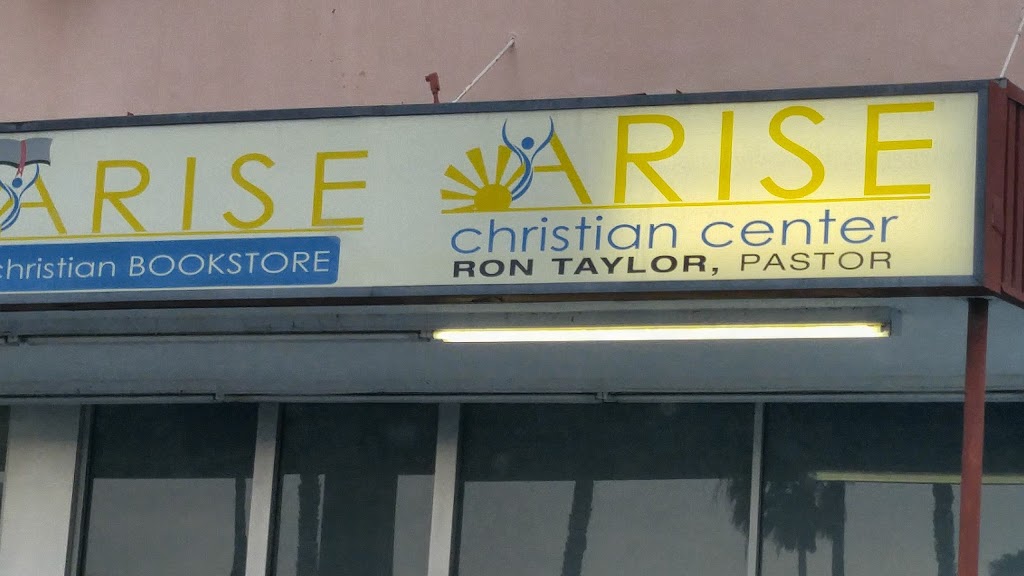 ARISE
christian BOOKSTORE
ARISE
christian center
RON TAYLOR, PASTOR